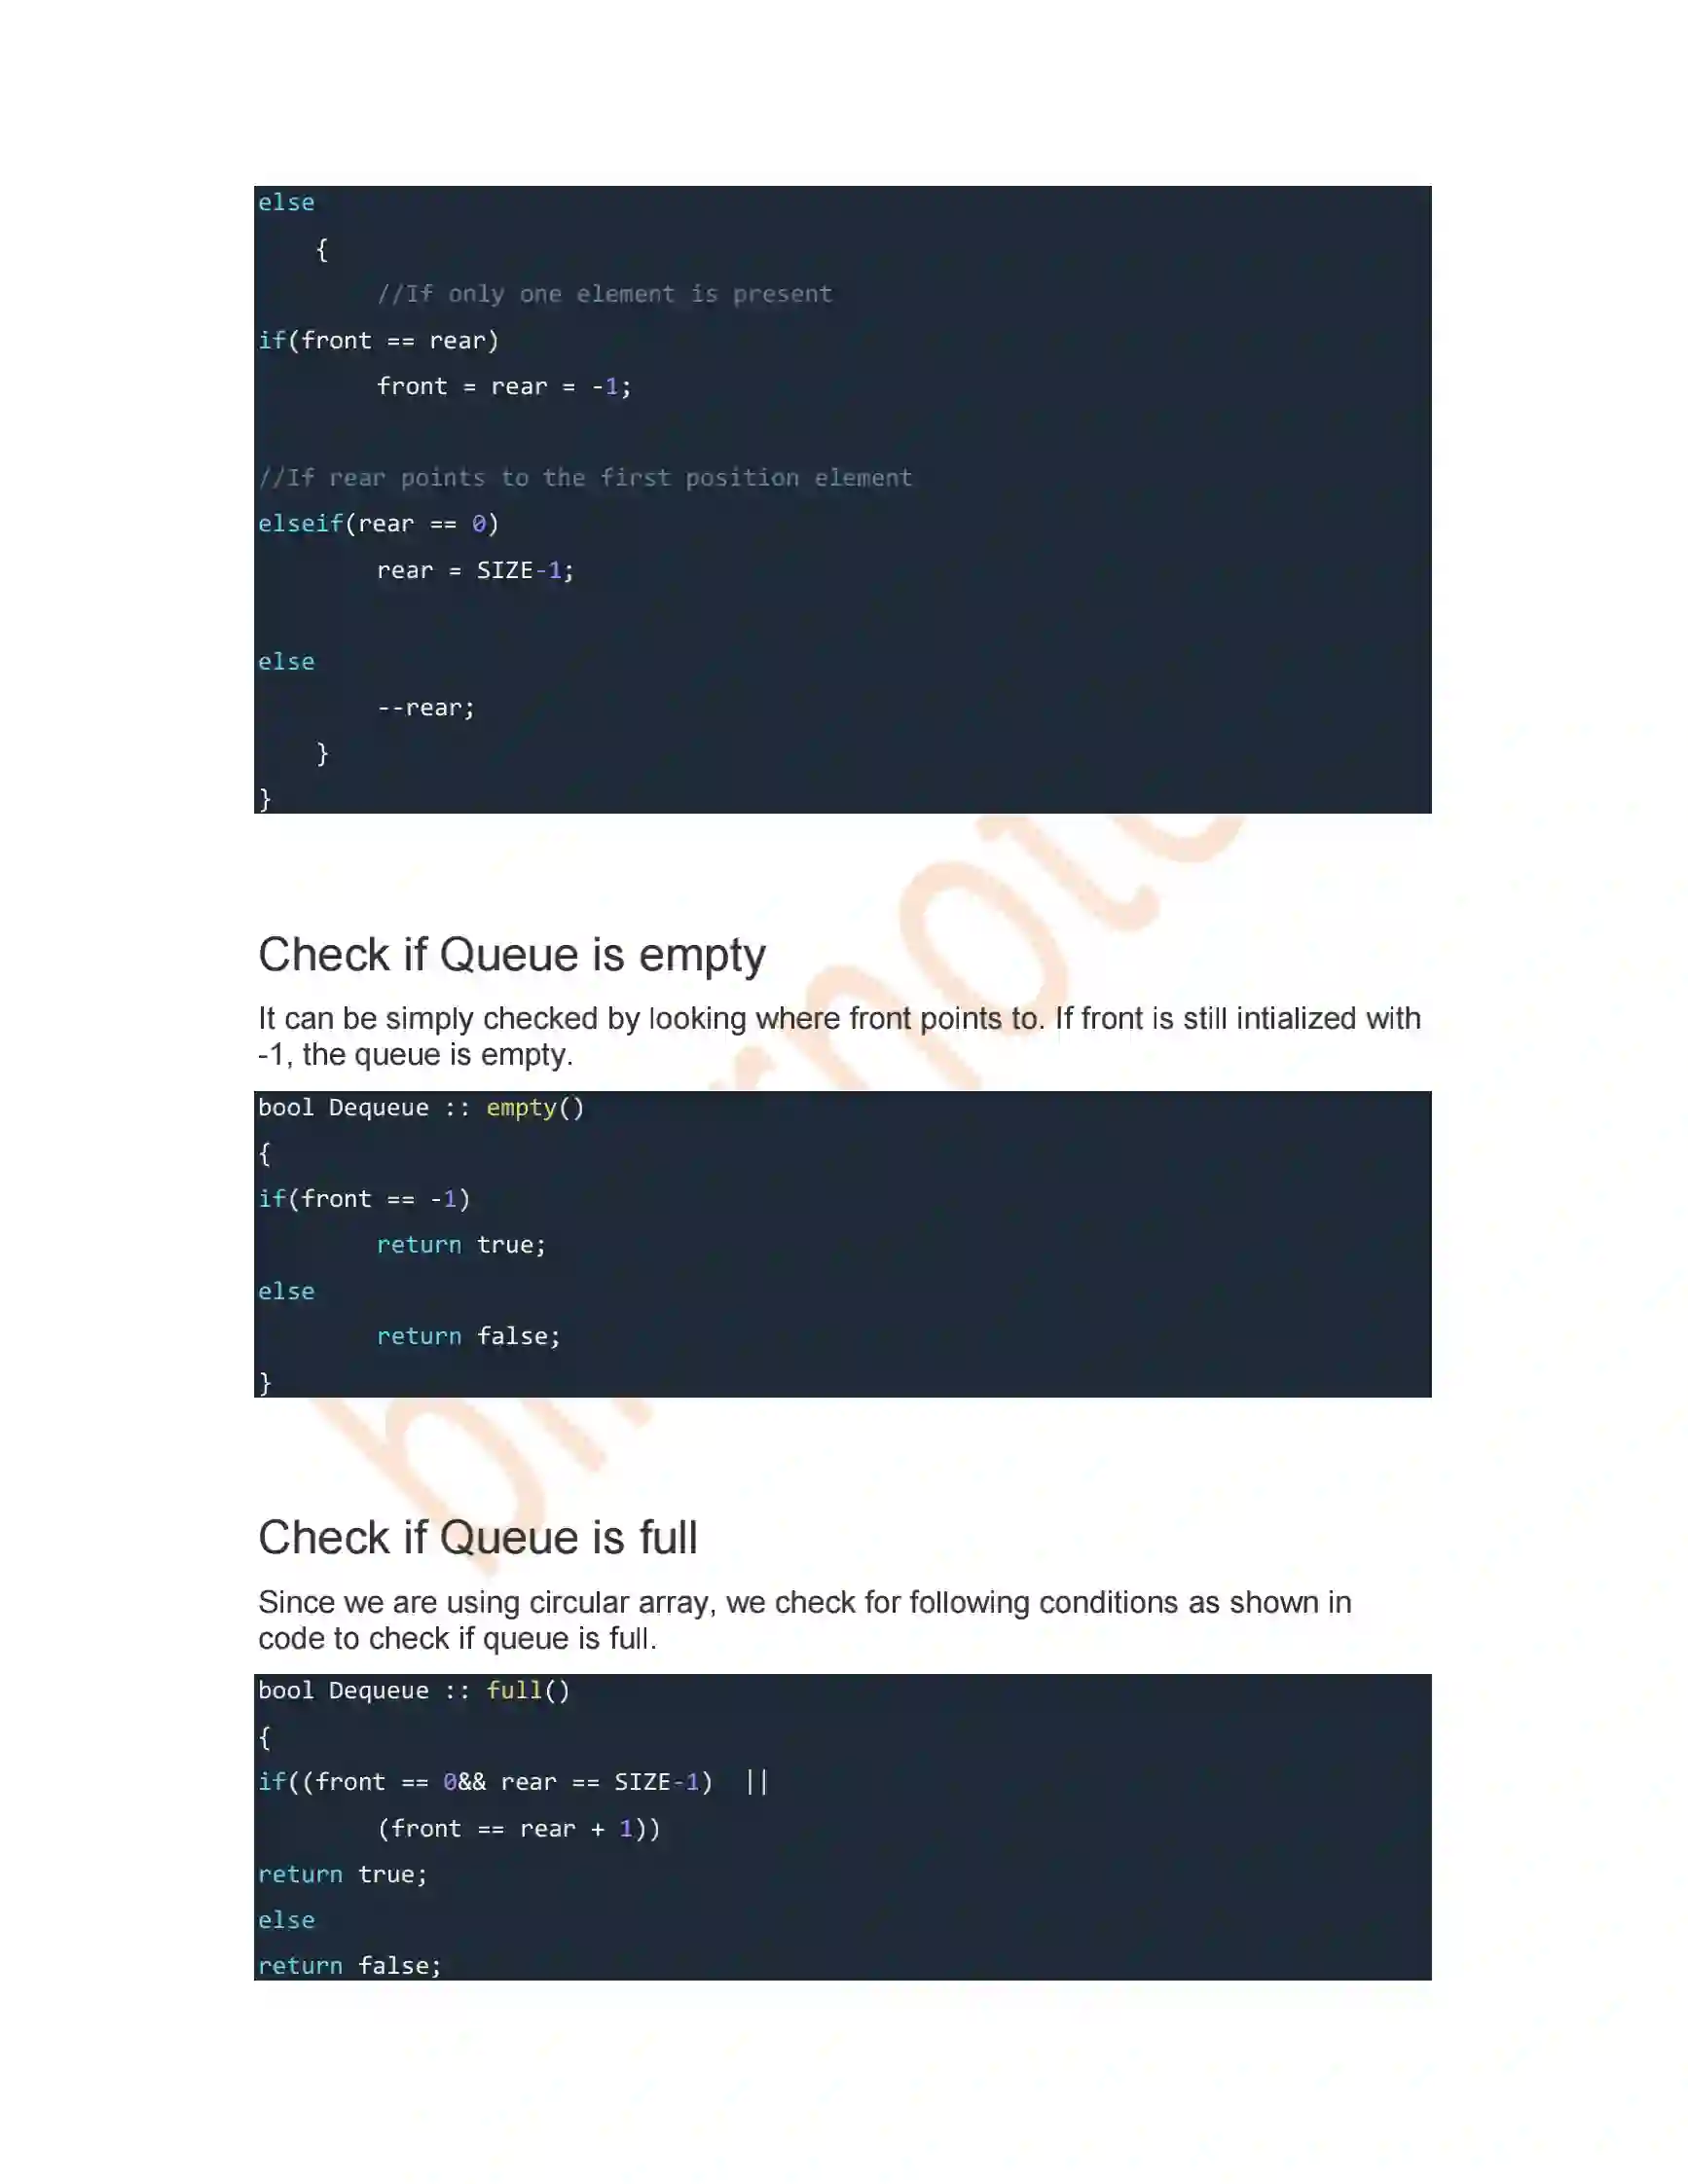 else
{
//If only one element is present
if(front == rear)
front = rear = -1;
//If rear points to the first position element
elseif(rear == 0)
rear = SIZE-1;
else
--rear;
}
}
Check if Queue is empty
It can be simply checked by looking where front points to. If front is still intialized with
-1, the queue is empty.
bool Dequeue :: empty()
{
if(front == -1)
return true;
else
return false;
}
Check if Queue is full
Since we are using circular array, we check for following conditions as shown in
code to check if queue is full.
bool Dequeue :: full()
{
if((front == 0&& rear == SIZE-1)  ||
(front == rear + 1))
return true;
else
return false;